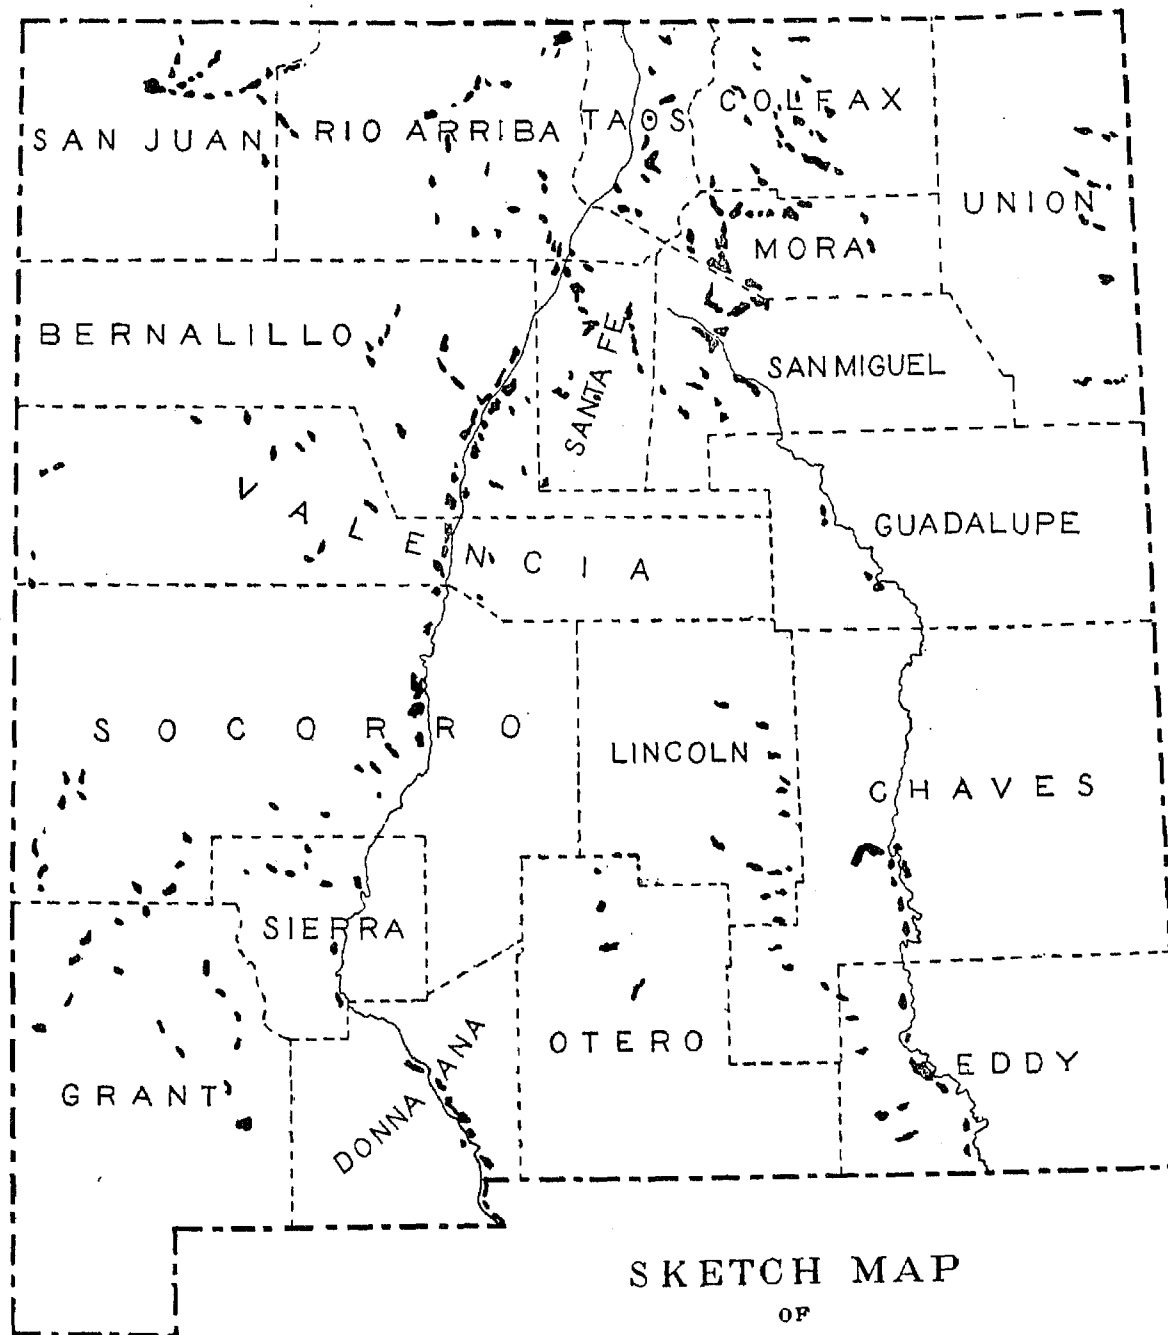 SAN JUAN
RIO ARRIBA
TAOS
COLFAX
UNION
MORA
BERNALILLO
SANTA FE
SAN MIGUEL
VALENCIA
GUADALUPE
SOCORRO
LINCOLN
CHAVES
SIERRA
OTERO
EDDY
GRANT
DONNA ANA
SKETCH MAP
OF